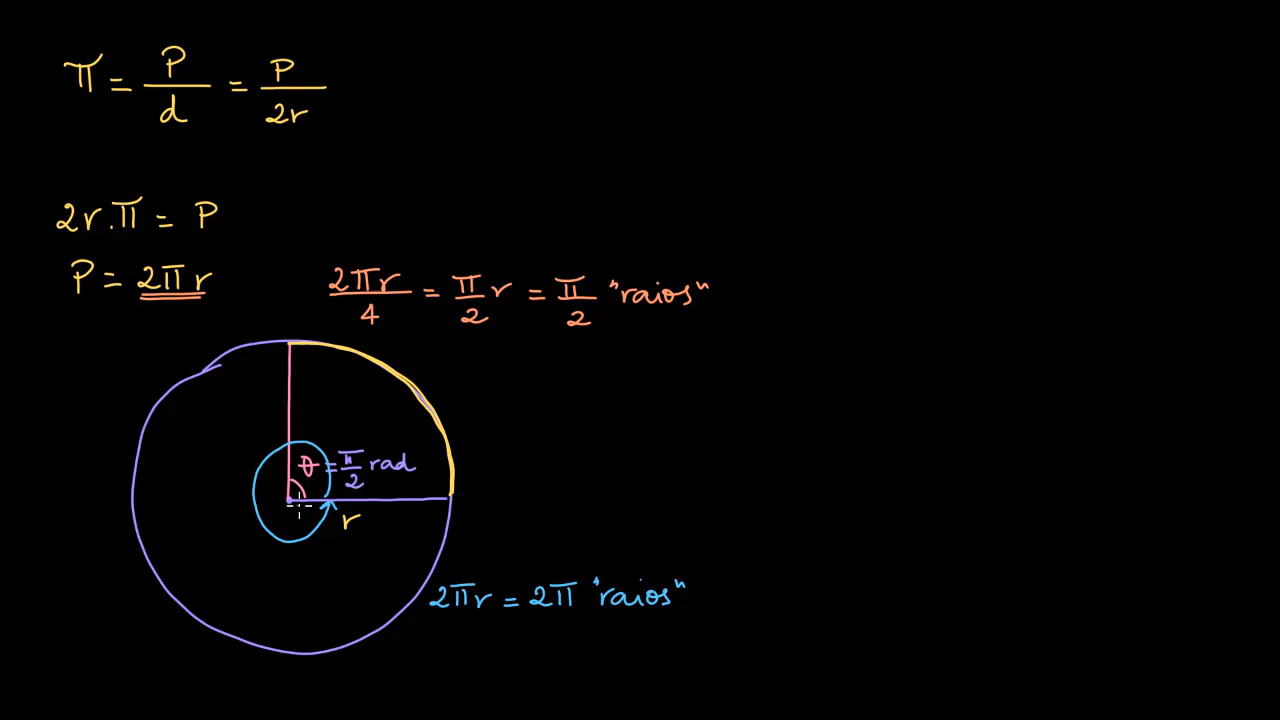 π = P/d = P/2r
2r.π = P
P = 2πr
2πr/4 = π/2 r = π/2 "raios"
θ = π/2 rad
r
2πr = 2π "raios"